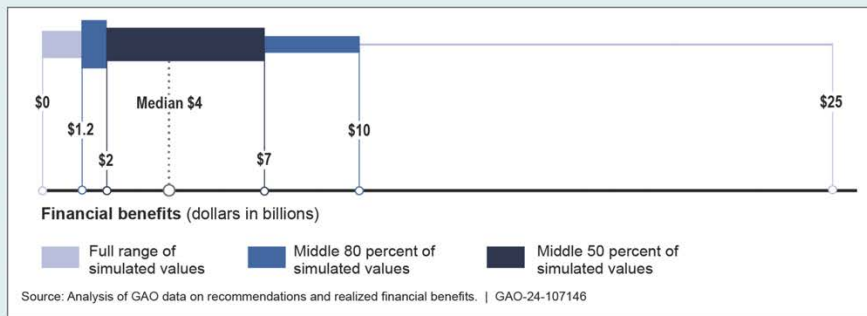 $0
$1.2
$2
Median $4
$7
$10
$25
Financial benefits (dollars in billions)
Full range of
simulated values
Middle 80 percent of
simulated values
Middle 50 percent of
simulated values
Source: Analysis of GAO data on recommendations and realized financial benefits. | GAO-24-107146